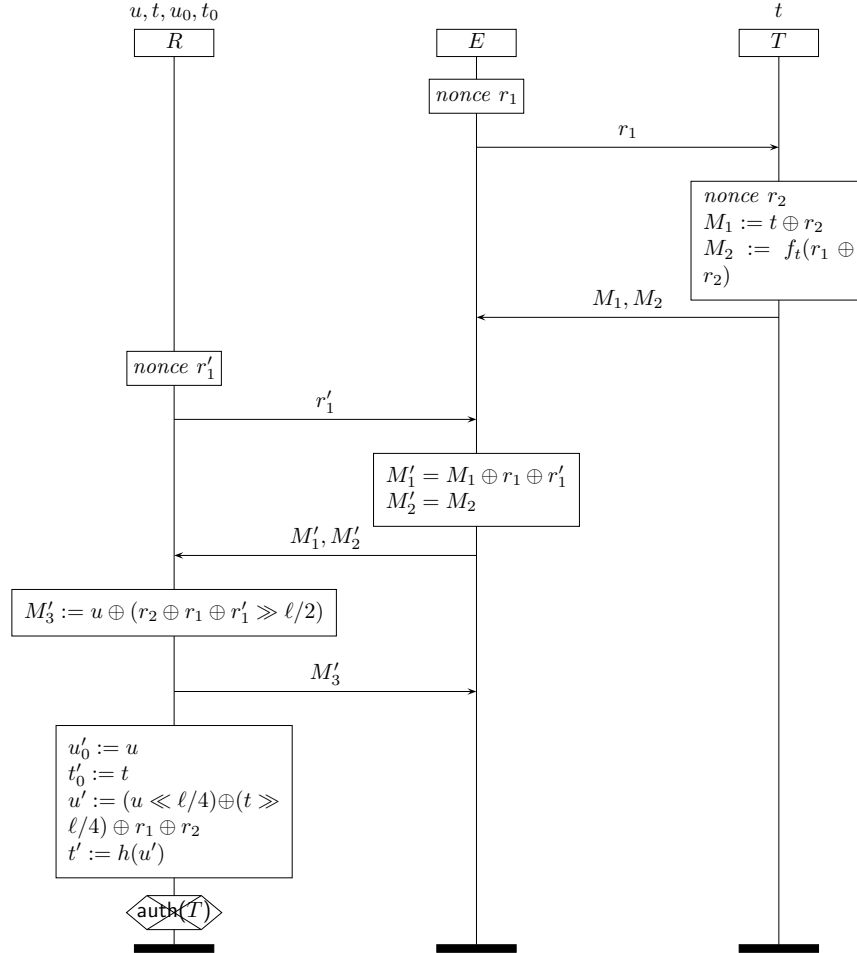 u, t, u₀, t₀
t
R
E
T
nonce r₁
r₁
nonce r₂
M₁ := t ⊕ r₂
M₂ := fₜ(r₁ ⊕
r₂)
M₁, M₂
nonce r′₁
r′₁
M′₁ = M₁ ⊕ r₁ ⊕ r′₁
M′₂ = M₂
M′₁, M′₂
M′₃ := u ⊕ (r₂ ⊕ r₁ ⊕ r′₁ ≫ ℓ/2)
M′₃
u′₀ := u
t′₀ := t
u′ := (u ≪ ℓ/4)⊕(t ≫
ℓ/4) ⊕ r₁ ⊕ r₂
t′ := h(u′)
auth(T)